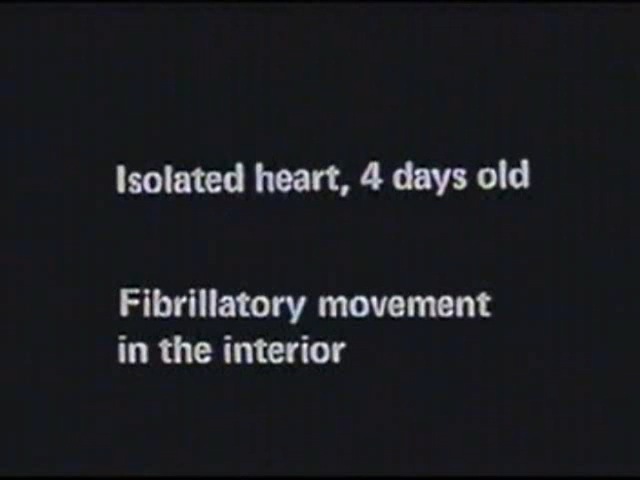 Isolated heart, 4 days old
Fibrillatory movement
in the interior